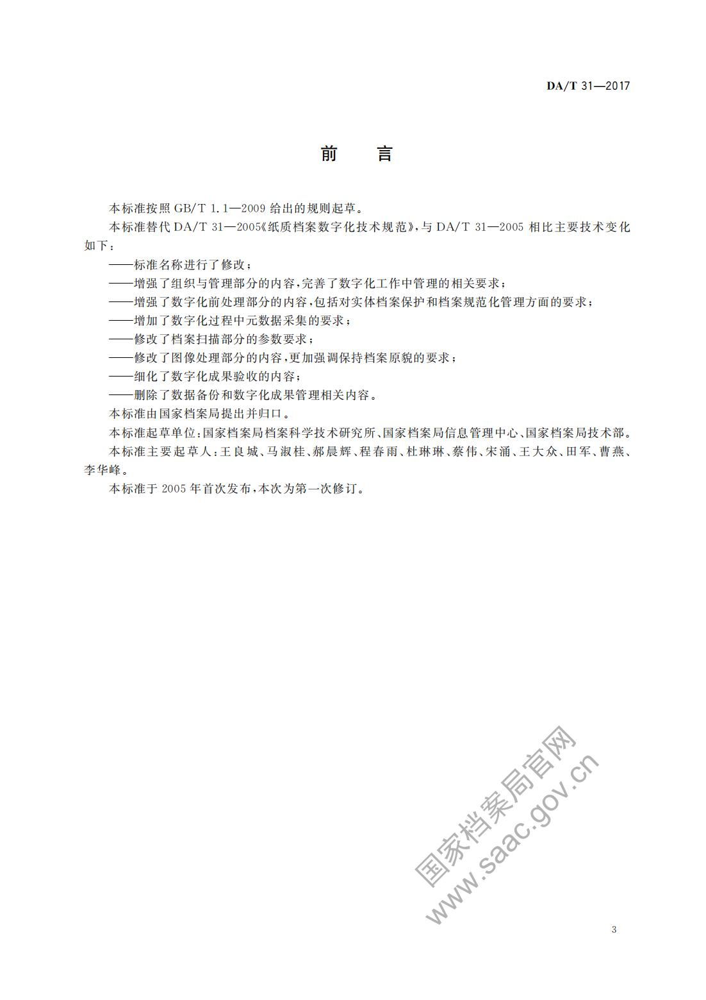 DA/T 31—2017
前 言
本标准按照 GB/T 1.1—2009 给出的规则起草。
本标准替代 DA/T 31—2005《纸质档案数字化技术规范》,与 DA/T 31—2005 相比主要技术变化
如下:
——标准名称进行了修改;
——增强了组织与管理部分的内容,完善了数字化工作中管理的相关要求;
——增强了数字化前处理部分的内容,包括对实体档案保护和档案规范化管理方面的要求;
——增加了数字化过程中元数据采集的要求;
——修改了档案扫描部分的参数要求;
——修改了图像处理部分的内容,更加强调保持档案原貌的要求;
——细化了数字化成果验收的内容;
——删除了数据备份和数字化成果管理相关内容。
本标准由国家档案局提出并归口。
本标准起草单位:国家档案局档案科学技术研究所、国家档案局信息管理中心、国家档案局技术部。
本标准主要起草人:王良城、马淑桂、郝晨辉、程春雨、杜琳琳、蔡伟、宋涌、王大众、田军、曹燕、
李华峰。
本标准于 2005 年首次发布,本次为第一次修订。
国家档案局官网
www.saac.gov.cn
3